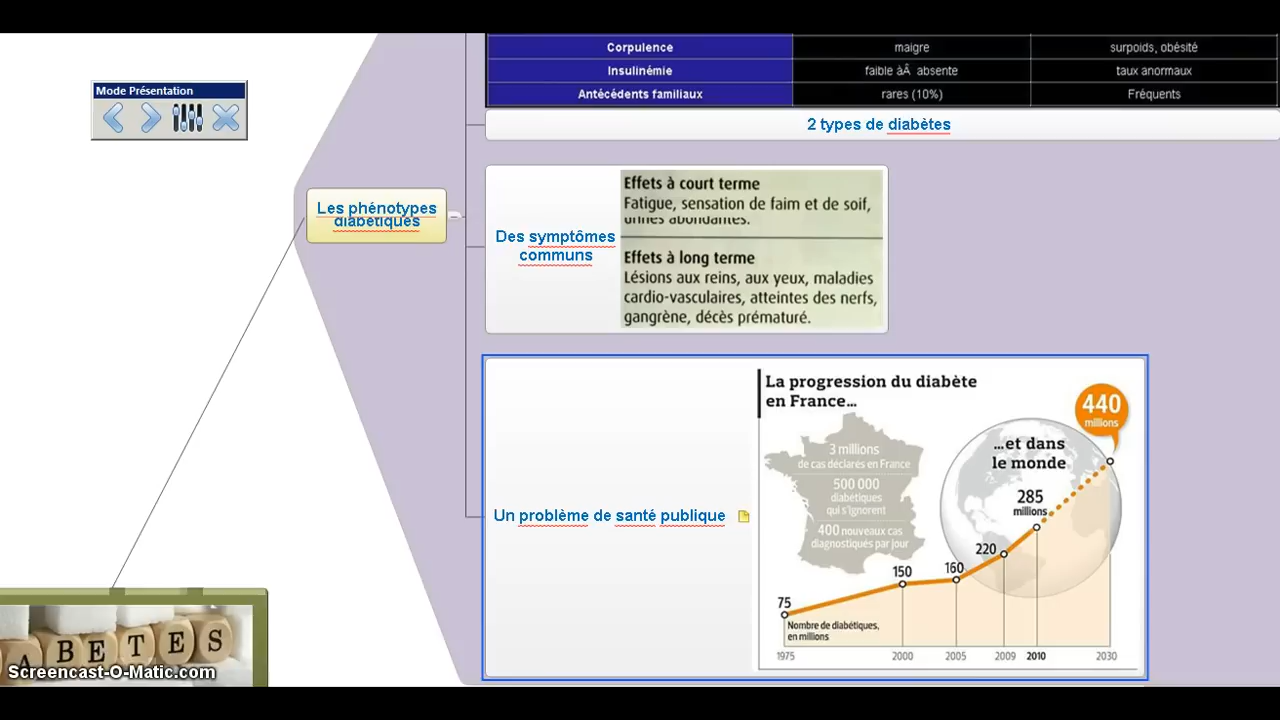 Corpulence maigre surpoids, obésité
Insulinémie faible àÂ absente taux anormaux
Antécédents familiaux rares (10%) Fréquents
Mode Présentation
2 types de diabètes
Les phénotypes
diabétiques
Des symptômes
communs
Effets à court terme
Fatigue, sensation de faim et de soif,
urines abondantes.
Effets à long terme
Lésions aux reins, aux yeux, maladies
cardio-vasculaires, atteintes des nerfs,
gangrène, décès prématuré.
Un problème de santé publique
La progression du diabète
en France...
3 millions
de cas déclarés en France
500 000
diabétiques
qui s'ignorent
400 nouveaux cas
diagnostiqués par jour
...et dans
le monde
440
millions
285
millions
220
160
150
75
Nombre de diabétiques,
en millions
1975 2000 2005 2009 2010 2030
ABETES
Screencast-O-Matic.com